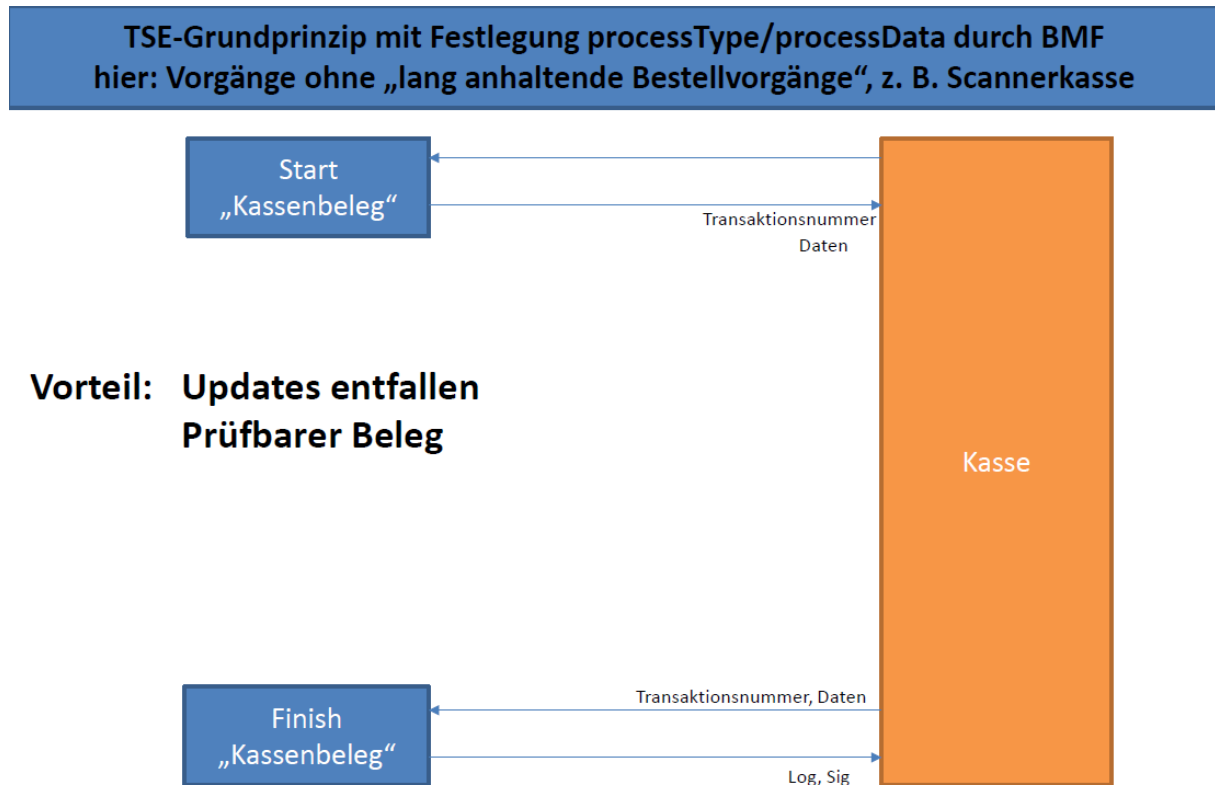 TSE-Grundprinzip mit Festlegung processType/processData durch BMF
hier: Vorgänge ohne „lang anhaltende Bestellvorgänge“, z. B. Scannerkasse
Start
„Kassenbeleg“
Transaktionsnummer
Daten
Vorteil: Updates entfallen
Prüfbarer Beleg
Kasse
Transaktionsnummer, Daten
Finish
„Kassenbeleg“
Log, Sig